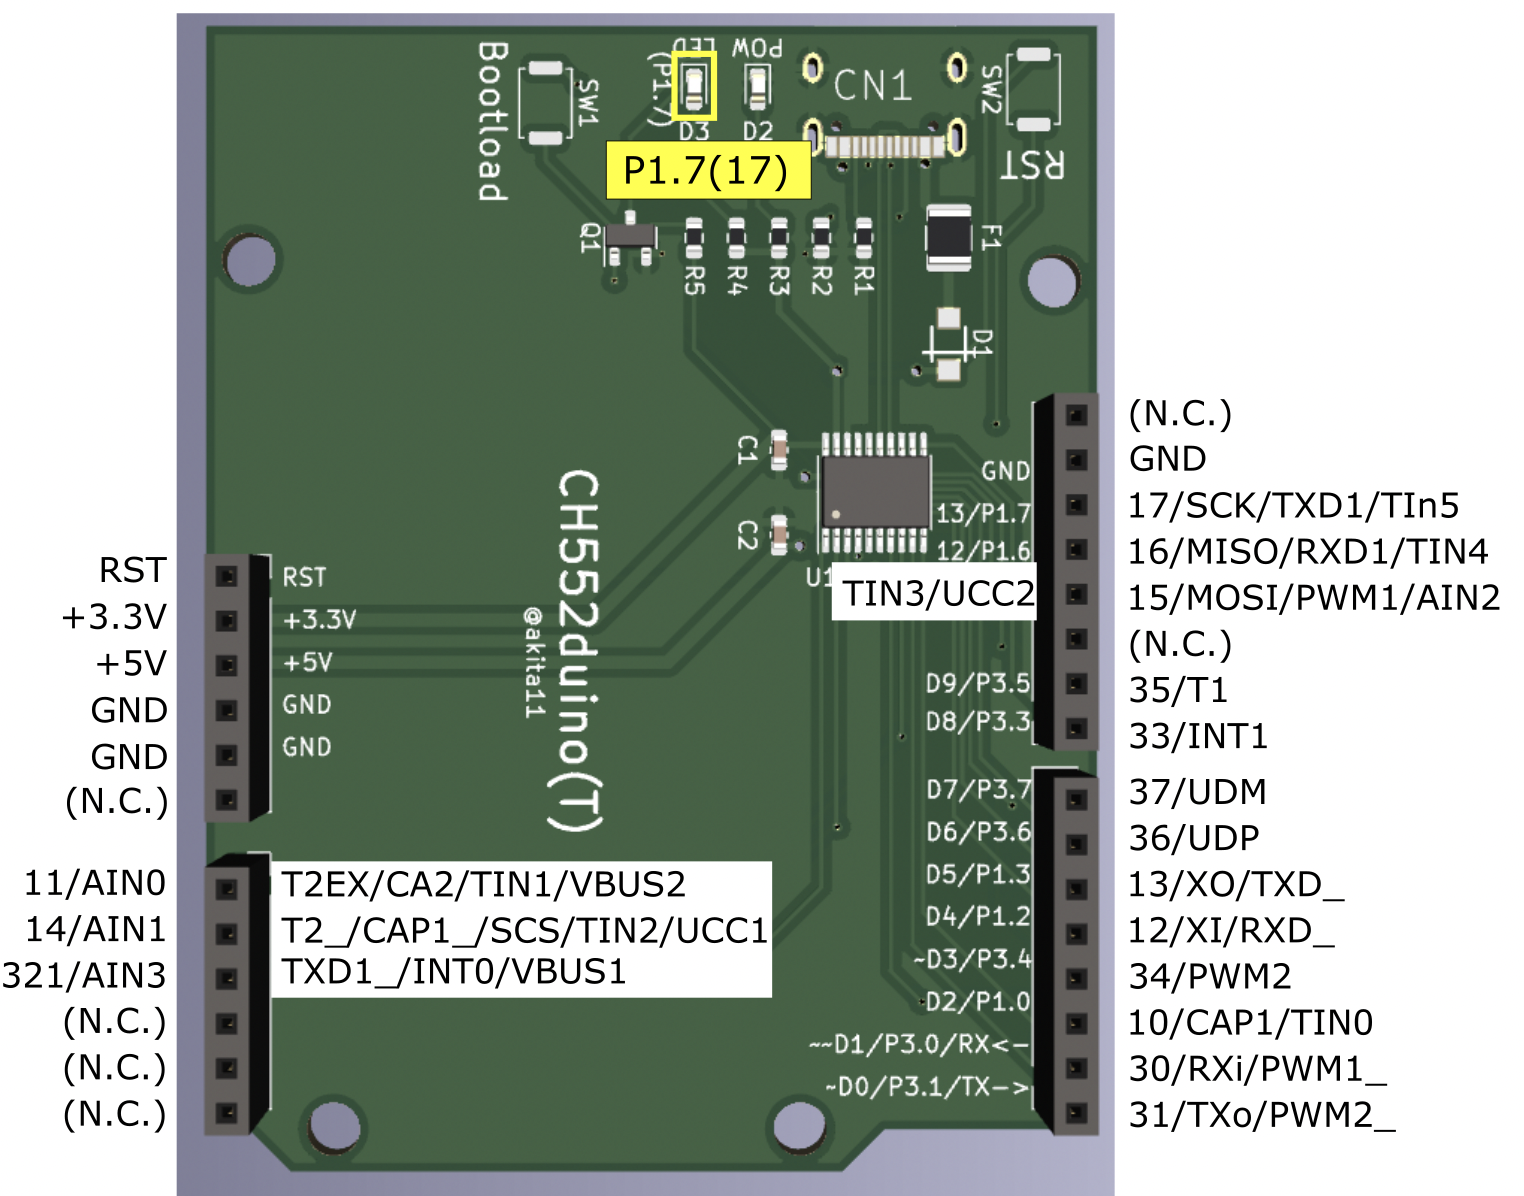 LED
(P1.7)
POW
D3
D2
CN1
Bootload
SW1
SW2
RST
P1.7(17)
Q1
R5
R4
R3
R2
R1
F1
D1
C1
C2
U1
CH552duino(T)
@akita11
RST
+3.3V
+5V
GND
GND
(N.C.)
RST
+3.3V
+5V
GND
GND
11/AIN0
14/AIN1
321/AIN3
(N.C.)
(N.C.)
(N.C.)
T2EX/CA2/TIN1/VBUS2
T2_/CAP1_/SCS/TIN2/UCC1
TXD1_/INT0/VBUS1
GND
13/P1.7
12/P1.6
TIN3/UCC2
D9/P3.5
D8/P3.3
D7/P3.7
D6/P3.6
D5/P1.3
D4/P1.2
~D3/P3.4
D2/P1.0
~~D1/P3.0/RX<-
~D0/P3.1/TX->
(N.C.)
GND
17/SCK/TXD1/TIn5
16/MISO/RXD1/TIN4
15/MOSI/PWM1/AIN2
(N.C.)
35/T1
33/INT1
37/UDM
36/UDP
13/XO/TXD_
12/XI/RXD_
34/PWM2
10/CAP1/TIN0
30/RXi/PWM1_
31/TXo/PWM2_